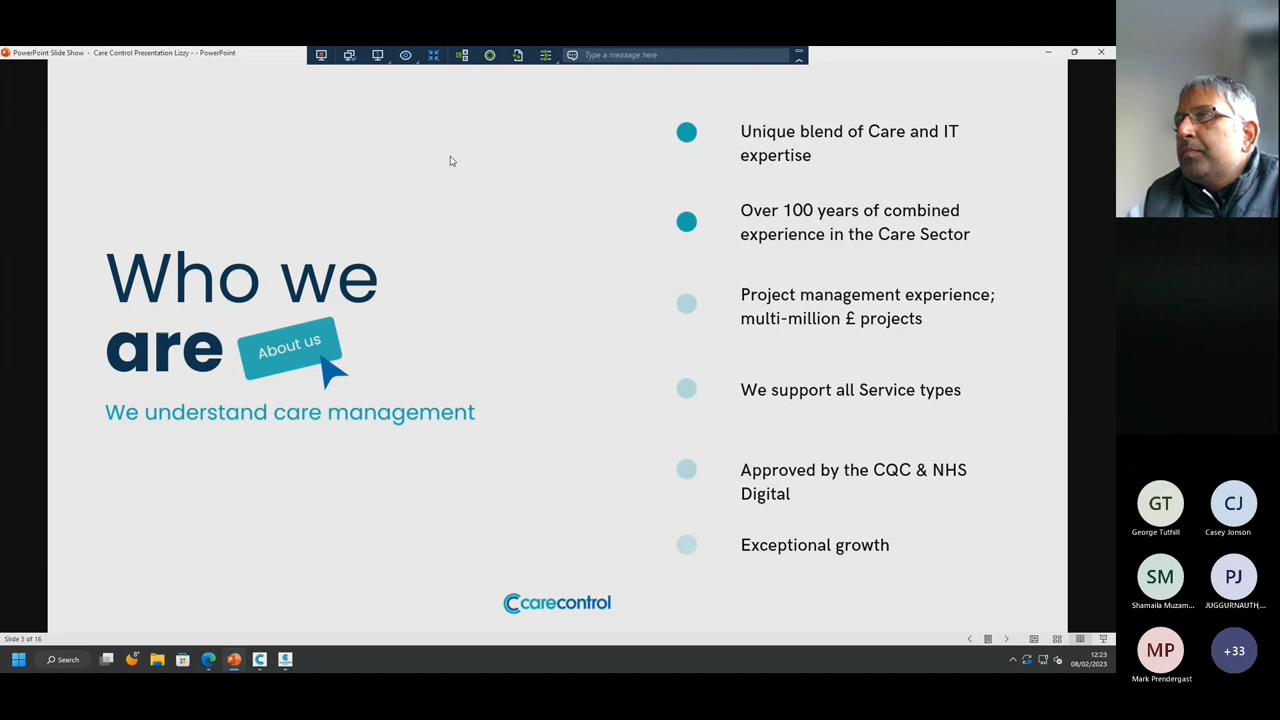 PowerPoint Slide Show - Care Control Presentation Lizzy - - PowerPoint
Type a message here
Unique blend of Care and IT
expertise
Over 100 years of combined
experience in the Care Sector
Who we
are
About us
We understand care management
Project management experience;
multi-million £ projects
We support all Service types
Approved by the CQC & NHS
Digital
Exceptional growth
carecontrol
Slide 3 of 16
Search
8°
12:23
08/02/2023
GT
CJ
George Tuthill
Casey Jonson
SM
PJ
Shamaila Muzam...
JUGGURNAUTH,...
MP
+33
Mark Prendergast